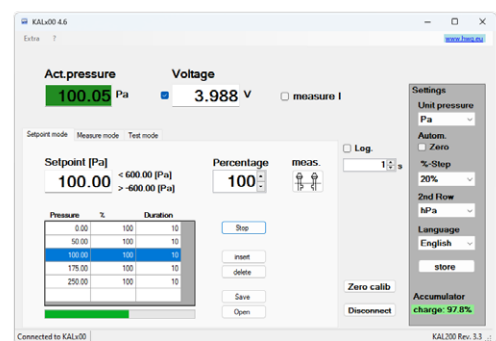 KALx00 4.6
Extra ?
www.hwg.eu
Act.pressure
Voltage
100.05 Pa
3.988 V
measure I
Settings
Unit pressure
Pa
Autom.
Zero
%-Step
20%
2nd Row
hPa
Language
English
store
Accumulator
charge: 97.8%
Setpoint mode Measure mode Test mode
Log.
1 s
Setpoint [Pa]
Percentage
meas.
100.00
< 600.00 [Pa]
> -600.00 [Pa]
100
Pressure % Duration
0.00 100 10
50.00 100 10
100.00 100 10
175.00 100 10
250.00 100 10
Stop
insert
delete
Save
Open
Zero calib
Disconnect
Connected to KALx00
KAL200 Rev. 3.3